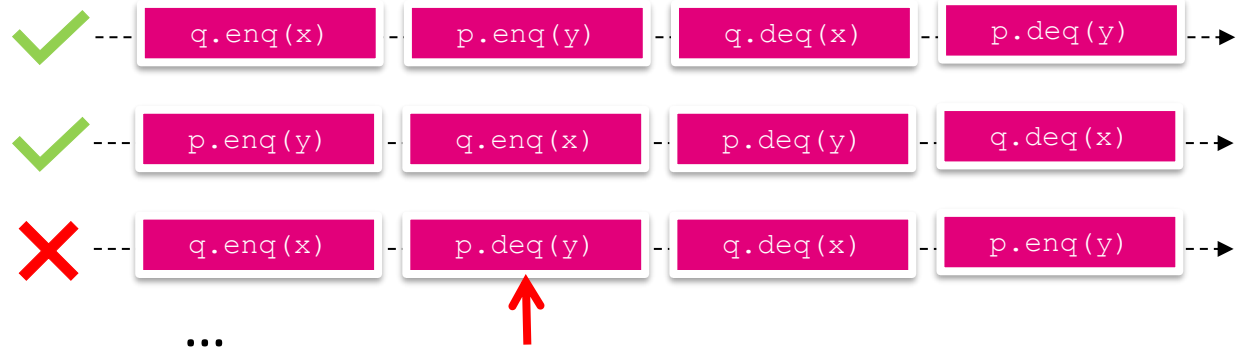 q.enq(x) p.enq(y) q.deq(x) p.deq(y)
p.enq(y) q.enq(x) p.deq(y) q.deq(x)
q.enq(x) p.deq(y) q.deq(x) p.enq(y)
...